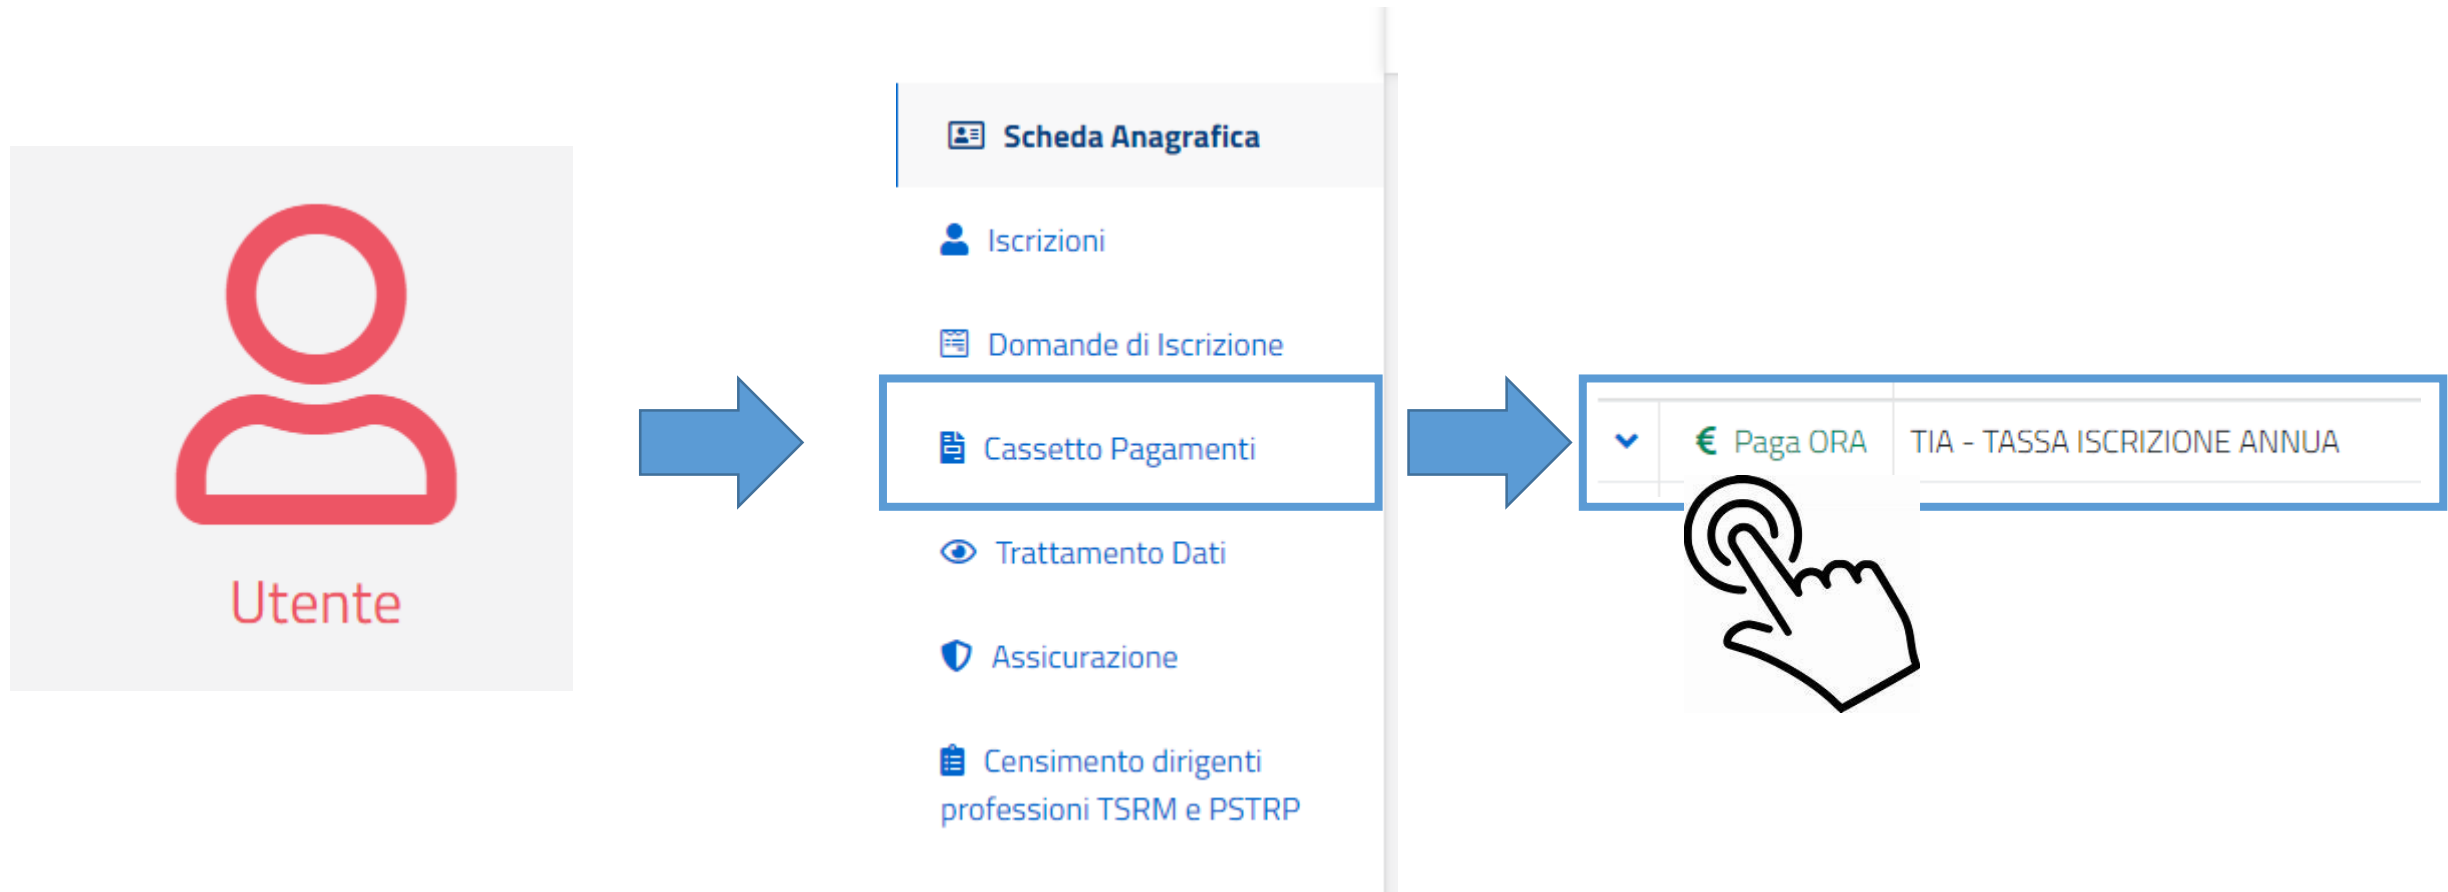 Utente
Scheda Anagrafica
Iscrizioni
Domande di Iscrizione
Cassetto Pagamenti
Trattamento Dati
Assicurazione
Censimento dirigenti
professioni TSRM e PSTRP
€ Paga ORA TIA - TASSA ISCRIZIONE ANNUA